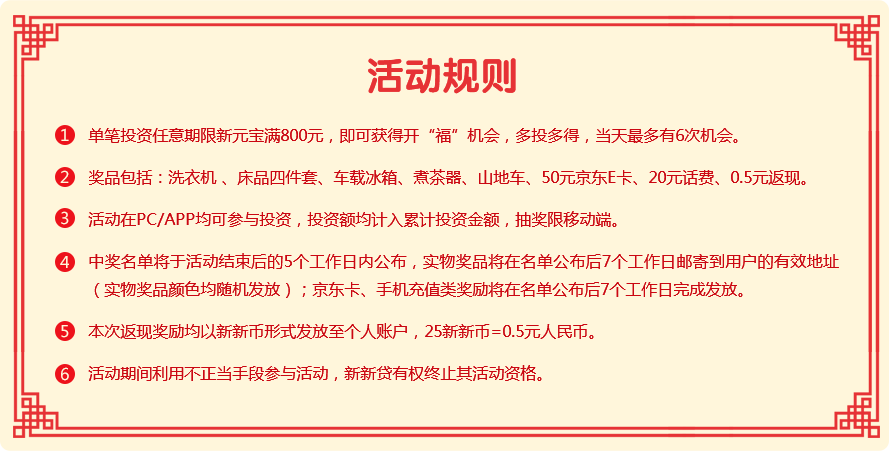 活动规则
1 单笔投资任意期限新元宝满800元，即可获得开“福”机会，多投多得，当天最多有6次机会。
2 奖品包括：洗衣机 、床品四件套、车载冰箱、煮茶器、山地车、50元京东E卡、20元话费、0.5元返现。
3 活动在PC/APP均可参与投资，投资额均计入累计投资金额，抽奖限移动端。
4 中奖名单将于活动结束后的5个工作日内公布，实物奖品将在名单公布后7个工作日邮寄到用户的有效地址
（实物奖品颜色均随机发放）；京东卡、手机充值类奖励将在名单公布后7个工作日完成发放。
5 本次返现奖励均以新新币形式发放至个人账户，25新新币=0.5元人民币。
6 活动期间利用不正当手段参与活动，新新贷有权终止其活动资格。